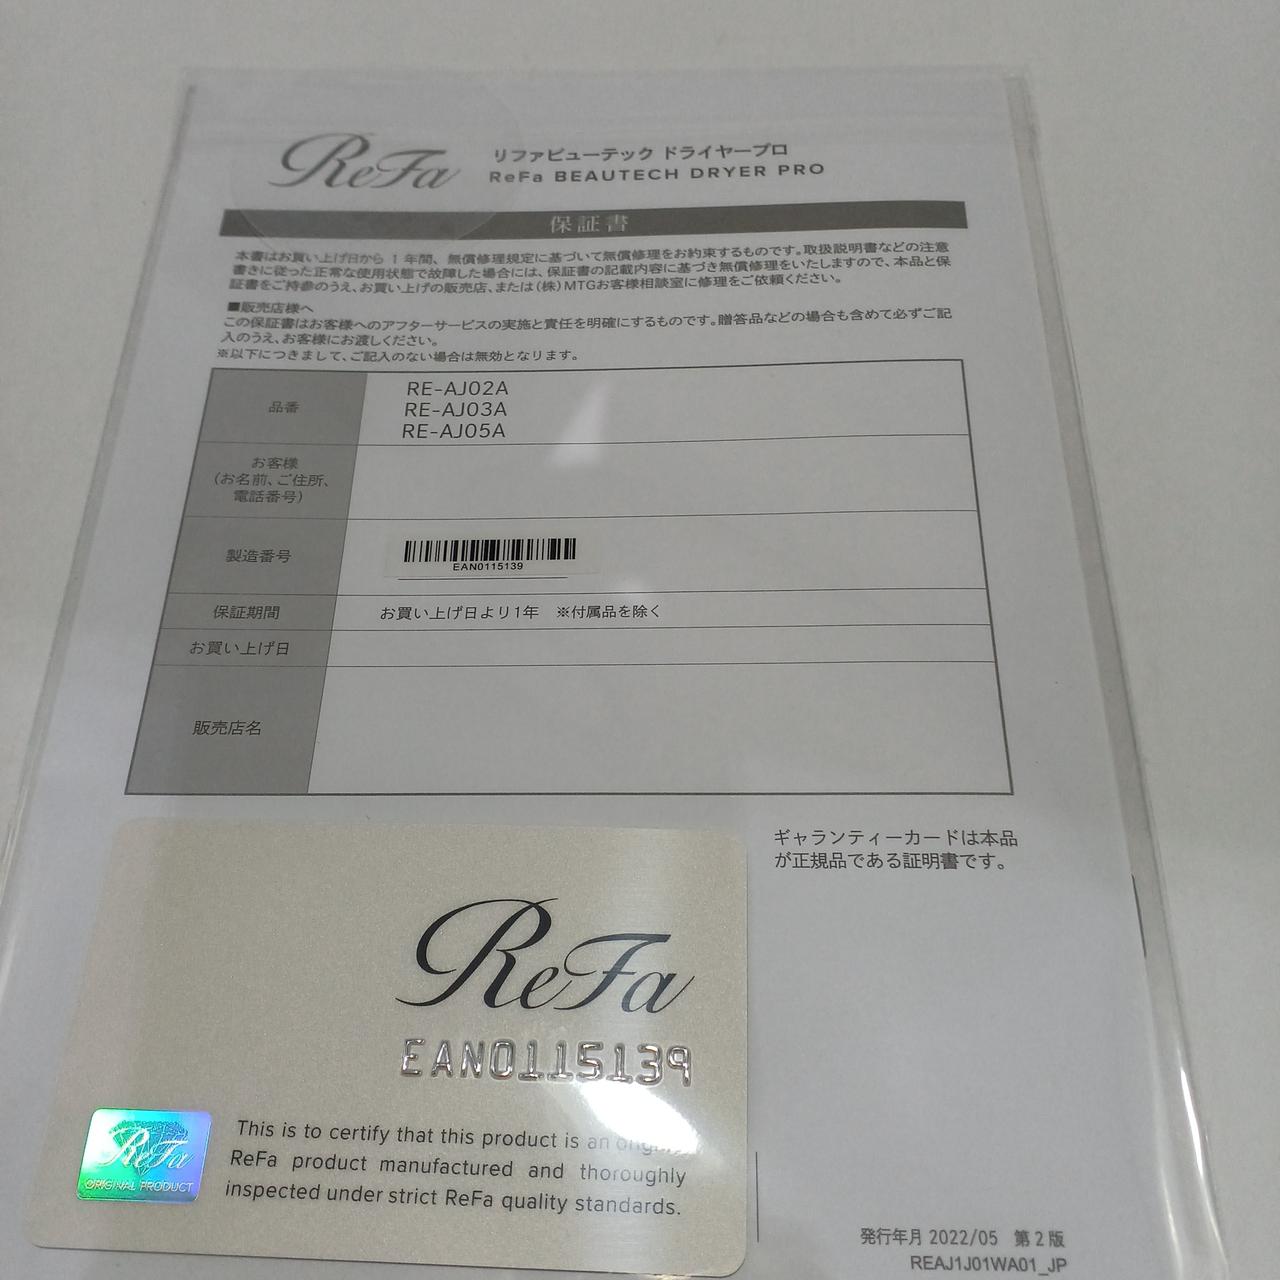 ReFa
リファビューテック ドライヤープロ
ReFa BEAUTECH DRYER PRO
保証書
本書はお買い上げ日から 1 年間、無償修理規定に基づいて無償修理をお約束するものです。取扱説明書などの注意
書きに従った正常な使用状態で故障した場合には、保証書の記載内容に基づき無償修理をいたしますので、本品と保
証書をご持参のうえ、お買い上げの販売店、または(株)MTGお客様相談室に修理をご依頼ください。
■販売店様へ
この保証書はお客様へのアフターサービスの実施と責任を明確にするものです。贈答品などの場合も含めて必ずご記
入のうえ、お客様にお渡しください。
※以下につきまして、ご記入のない場合は無効となります。
品番
RE-AJ02A
RE-AJ03A
RE-AJ05A
お客様
(お名前、ご住所、
電話番号)
製造番号
EAN0115139
保証期間
お買い上げ日より1年 ※付属品を除く
お買い上げ日
販売店名
ギャランティーカードは本品
が正規品である証明書です。
ReFa
EAN0115139
ReFa
ORIGINAL PRODUCT
This is to certify that this product is an
ReFa product manufactured and thoroughly
inspected under strict ReFa quality standards.
発行年月 2022/05 第2版
REAJ1J01WA01_JP